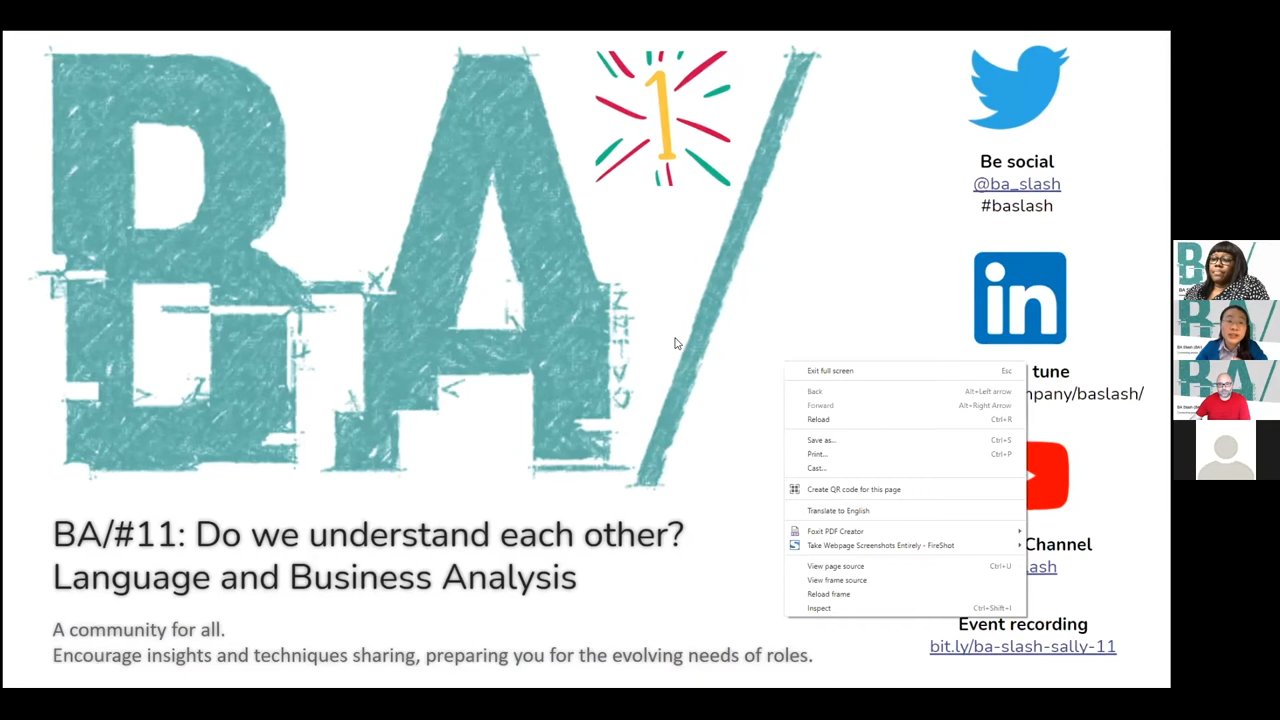 BA/
1
BA/#11: Do we understand each other?
Language and Business Analysis
A community for all.
Encourage insights and techniques sharing, preparing you for the evolving needs of roles.
Be social
@ba_slash
#baslash
in
tune
mpany/baslash/
Exit full screen Esc
Back Alt+Left arrow
Forward Alt+Right Arrow
Reload Ctrl+R
Save as... Ctrl+S
Print... Ctrl+P
Cast...
Create QR code for this page
Translate to English
Foxit PDF Creator
Take Webpage Screenshots Entirely - FireShot
View page source Ctrl+U
View frame source
Reload frame
Inspect Ctrl+Shift+I
Channel
ash
Event recording
bit.ly/ba-slash-sally-11